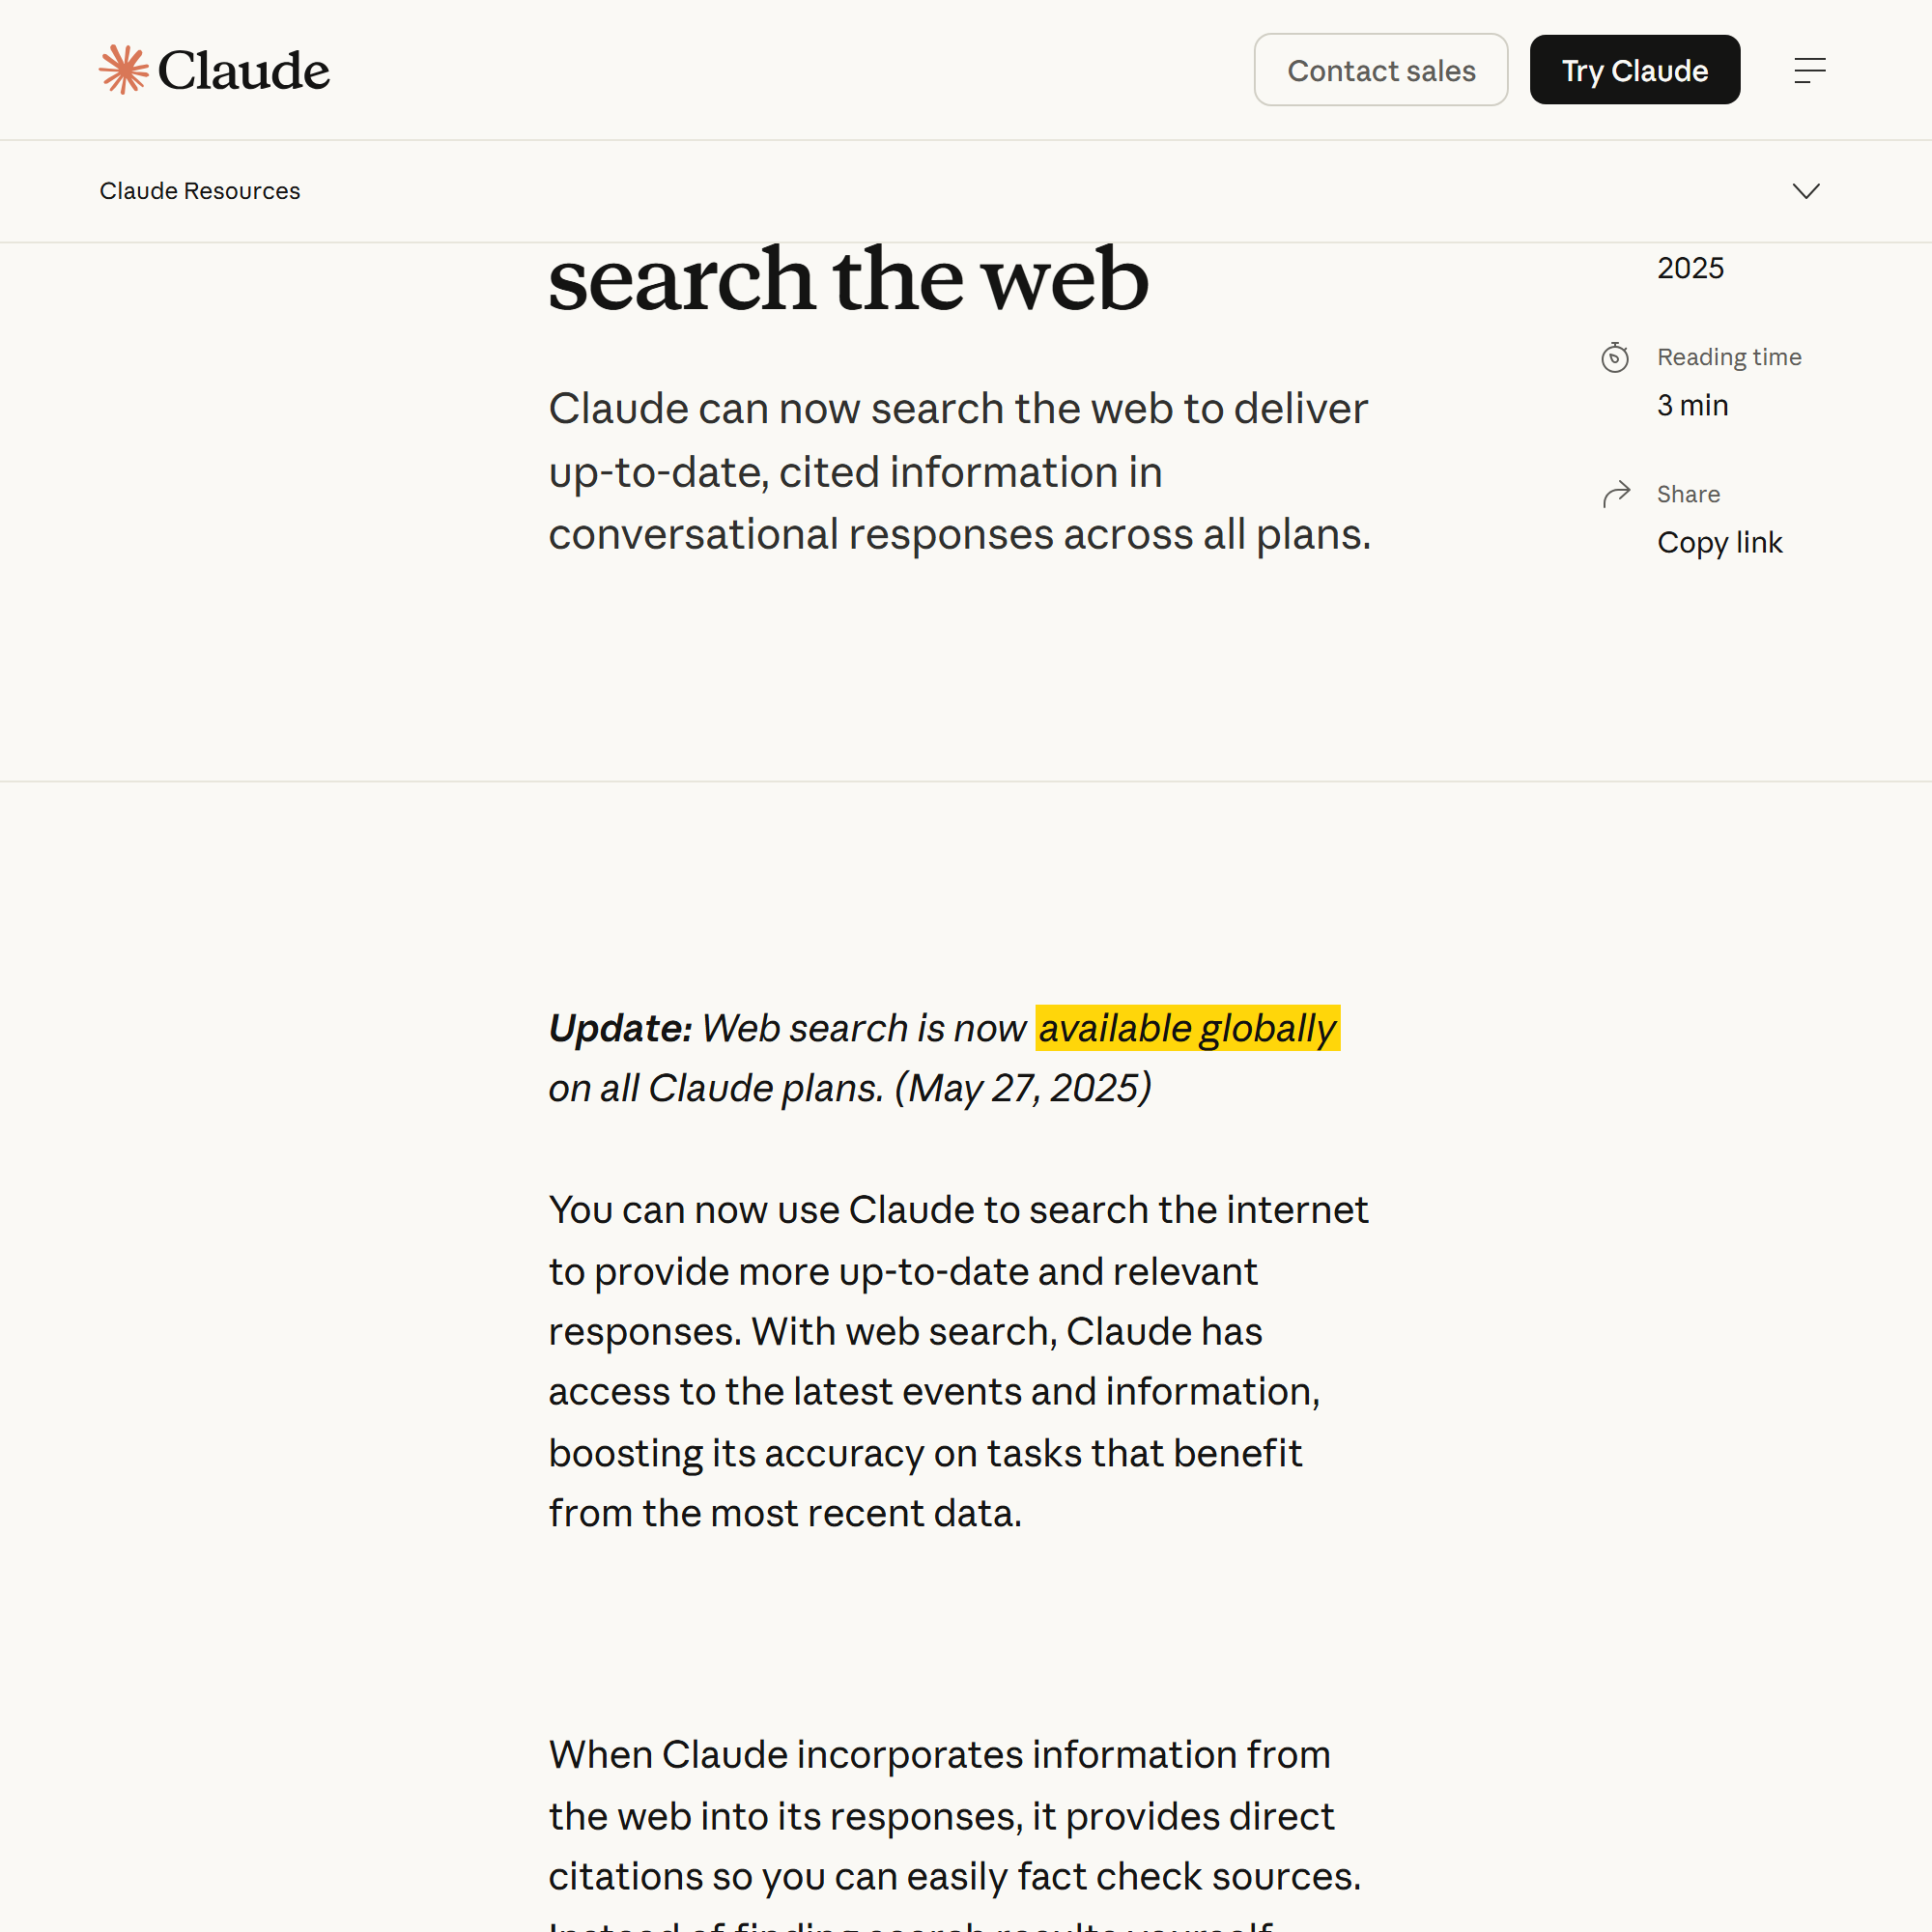 Claude
Contact sales
Try Claude
Claude Resources
search the web
Claude can now search the web to deliver
up-to-date, cited information in
conversational responses across all plans.
2025
Reading time
3 min
Share
Copy link
Update: Web search is now available globally
on all Claude plans. (May 27, 2025)
You can now use Claude to search the internet
to provide more up-to-date and relevant
responses. With web search, Claude has
access to the latest events and information,
boosting its accuracy on tasks that benefit
from the most recent data.
When Claude incorporates information from
the web into its responses, it provides direct
citations so you can easily fact check sources.
Instead of finding search results yourself,